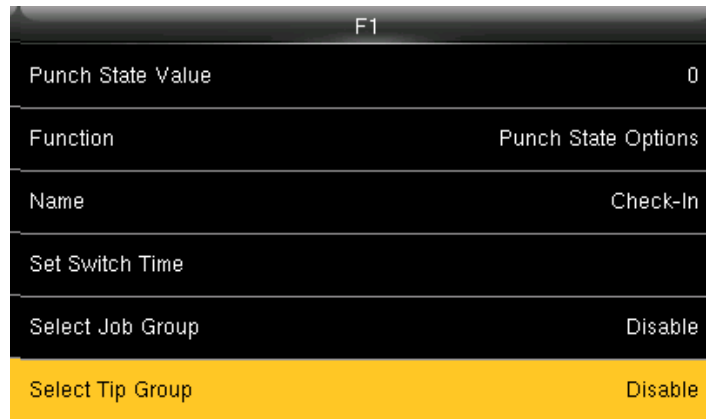 F1
Punch State Value 0
Function Punch State Options
Name Check-In
Set Switch Time
Select Job Group Disable
Select Tip Group Disable